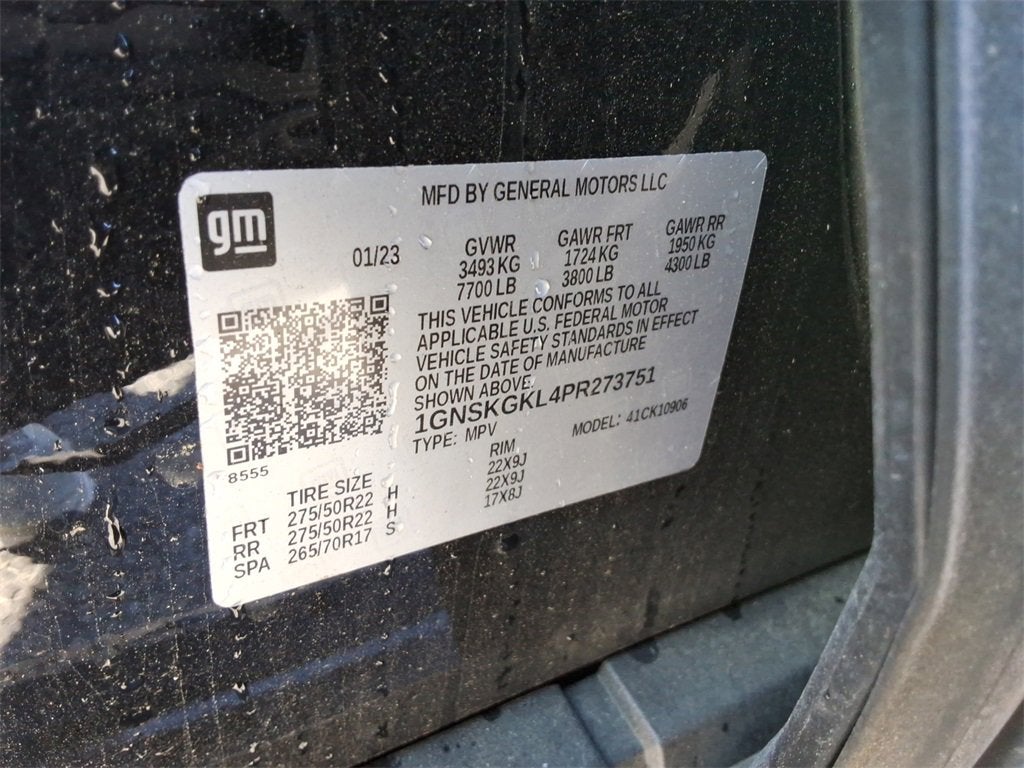 gm
MFD BY GENERAL MOTORS LLC
01/23
GVWR GAWR FRT GAWR RR
3493 KG 1724 KG 1950 KG
7700 LB 3800 LB 4300 LB
THIS VEHICLE CONFORMS TO ALL
APPLICABLE U.S. FEDERAL MOTOR
VEHICLE SAFETY STANDARDS IN EFFECT
ON THE DATE OF MANUFACTURE
SHOWN ABOVE.
1GNSKGKL4PR273751
TYPE: MPV MODEL: 41CK10906
8555
TIRE SIZE RIM
FRT 275/50R22 H 22X9J
RR 275/50R22 H 22X9J
SPA 265/70R17 S 17X8J